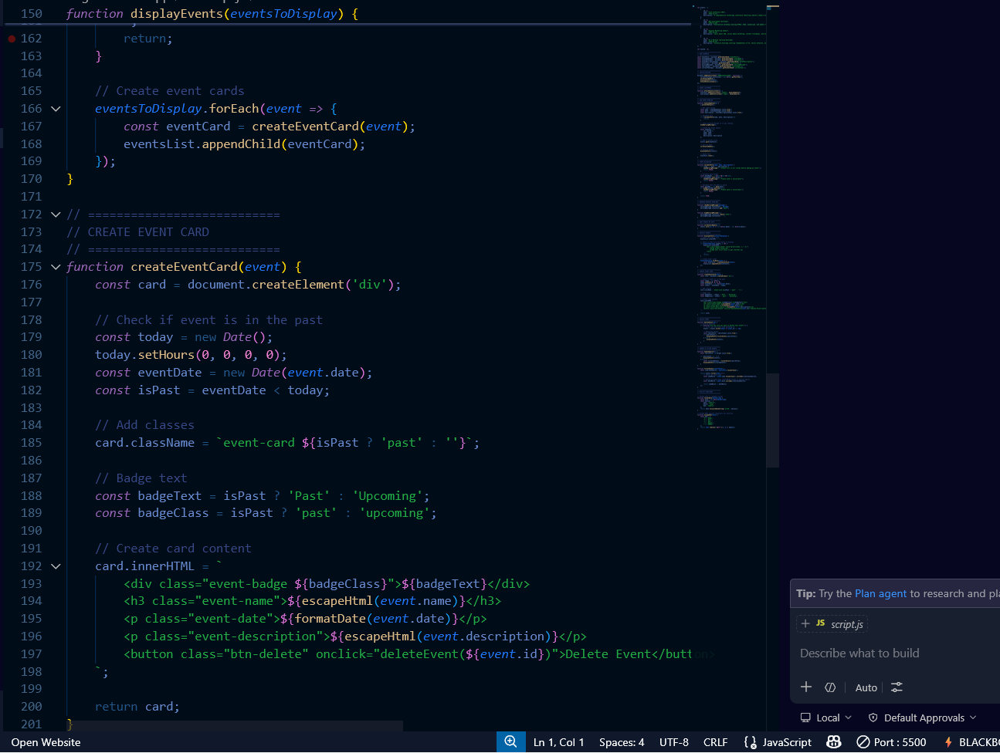 150 function displayEvents(eventsToDisplay) {
162 return;
163 }
164
165 // Create event cards
166 eventsToDisplay.forEach(event => {
167 const eventCard = createEventCard(event);
168 eventsList.appendChild(eventCard);
169 });
170 }
171
172 // ===========================
173 // CREATE EVENT CARD
174 // ===========================
175 function createEventCard(event) {
176 const card = document.createElement('div');
177
178 // Check if event is in the past
179 const today = new Date();
180 today.setHours(0, 0, 0, 0);
181 const eventDate = new Date(event.date);
182 const isPast = eventDate < today;
183
184 // Add classes
185 card.className = `event-card ${isPast ? 'past' : ''}`;
186
187 // Badge text
188 const badgeText = isPast ? 'Past' : 'Upcoming';
189 const badgeClass = isPast ? 'past' : 'upcoming';
190
191 // Create card content
192 card.innerHTML = `
193 <div class="event-badge ${badgeClass}">${badgeText}</div>
194 <h3 class="event-name">${escapeHtml(event.name)}</h3>
195 <p class="event-date">${formatDate(event.date)}</p>
196 <p class="event-description">${escapeHtml(event.description)}</p>
197 <button class="btn-delete" onclick="deleteEvent(${event.id})">Delete Event</button>
198 `;
199
200 return card;
201 }
Tip: Try the Plan agent to research and pla
+ JS script.js
Describe what to build
Auto
Local
Default Approvals
Open Website
Ln 1, Col 1
Spaces: 4
UTF-8
CRLF
{} JavaScript
Port : 5500
BLACKBO